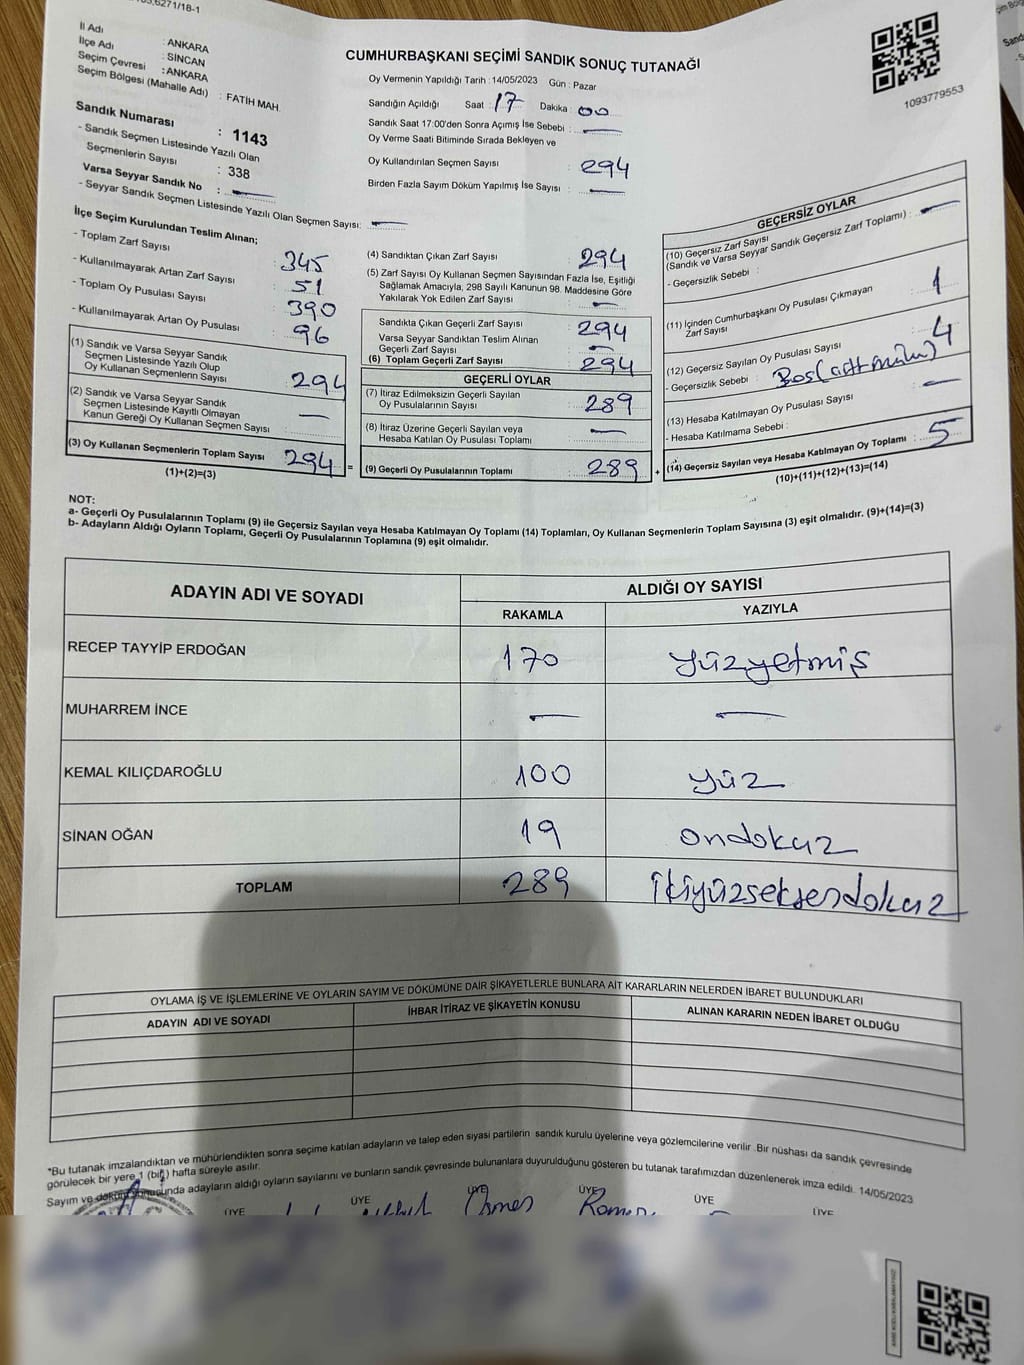 6271/18-1
İl Adı : ANKARA
İlçe Adı : SİNCAN
Seçim Çevresi : ANKARA
Seçim Bölgesi (Mahalle Adı) : FATİH MAH.
Sandık Numarası : 1143
- Sandık Seçmen Listesinde Yazılı Olan
Seçmenlerin Sayısı : 338
Varsa Seyyar Sandık No : —
- Seyyar Sandık Seçmen Listesinde Yazılı Olan Seçmen Sayısı: —
CUMHURBAŞKANI SEÇİMİ SANDIK SONUÇ TUTANAĞI
Oy Vermenin Yapıldığı Tarih : 14/05/2023 Gün : Pazar
Sandığın Açıldığı Saat : 17 Dakika : 00
Sandık Saat 17:00'den Sonra Açımış İse Sebebi : —
Oy Verme Saati Bitiminde Sırada Bekleyen ve
Oy Kullandırılan Seçmen Sayısı : 294
Birden Fazla Sayım Döküm Yapılmış İse Sayısı : —
1093779553
İlçe Seçim Kurulundan Teslim Alınan;
- Toplam Zarf Sayısı : 345
- Kullanılmayarak Artan Zarf Sayısı : 51
- Toplam Oy Pusulası Sayısı : 390
- Kullanılmayarak Artan Oy Pusulası : 96
(1) Sandık ve Varsa Seyyar Sandık
Seçmen Listesinde Yazılı Olup
Oy Kullanan Seçmenlerin Sayısı : 294
(2) Sandık ve Varsa Seyyar Sandık
Seçmen Listesinde Kayıtlı Olmayan
Kanun Gereği Oy Kullanan Seçmen Sayısı : —
(3) Oy Kullanan Seçmenlerin Toplam Sayısı : 294 =
(1)+(2)=(3)
(4) Sandıktan Çıkan Zarf Sayısı : 294
(5) Zarf Sayısı Oy Kullanan Seçmen Sayısından Fazla İse, Eşitliği
Sağlamak Amacıyla, 298 Sayılı Kanunun 98. Maddesine Göre
Yakılarak Yok Edilen Zarf Sayısı : —
Sandıkta Çıkan Geçerli Zarf Sayısı : 294
Varsa Seyyar Sandıktan Teslim Alınan
Geçerli Zarf Sayısı : —
(6) Toplam Geçerli Zarf Sayısı : 294
GEÇERLİ OYLAR
(7) İtiraz Edilmeksizin Geçerli Sayılan
Oy Pusulalarının Sayısı : 289
(8) İtiraz Üzerine Geçerli Sayılan veya
Hesaba Katılan Oy Pusulası Toplamı : —
(9) Geçerli Oy Pusulalarının Toplamı : 289 +
GEÇERSİZ OYLAR
(10) Geçersiz Zarf Sayısı
(Sandık ve Varsa Seyyar Sandık Geçersiz Zarf Toplamı) : —
- Geçersizlik Sebebi :
(11) İçinden Cumhurbaşkanı Oy Pusulası Çıkmayan
Zarf Sayısı : 1
(12) Geçersiz Sayılan Oy Pusulası Sayısı : 4
- Geçersizlik Sebebi : Boş
(13) Hesaba Katılmayan Oy Pusulası Sayısı : —
- Hesaba Katılmama Sebebi :
(14) Geçersiz Sayılan veya Hesaba Katılmayan Oy Toplamı : 5
(10)+(11)+(12)+(13)=(14)
NOT:
a- Geçerli Oy Pusulalarının Toplamı (9) ile Geçersiz Sayılan veya Hesaba Katılmayan Oy Toplamı (14) Toplamları, Oy Kullanan Seçmenlerin Toplam Sayısına (3) eşit olmalıdır. (9)+(14)=(3)
b- Adayların Aldığı Oyların Toplamı, Geçerli Oy Pusulalarının Toplamına (9) eşit olmalıdır.
ADAYIN ADI VE SOYADI ALDIĞI OY SAYISI
RAKAMLA YAZIYLA
RECEP TAYYİP ERDOĞAN 170 yüzyetmiş
MUHARREM İNCE — —
KEMAL KILIÇDAROĞLU 100 yüz
SİNAN OĞAN 19 ondokuz
TOPLAM 289 ikiyüzseksendokuz
OYLAMA İŞ VE İŞLEMLERİNE VE OYLARIN SAYIM VE DÖKÜMÜNE DAİR ŞİKAYETLERLE BUNLARA AİT KARARLARIN NELERDEN İBARET BULUNDUKLARI
ADAYIN ADI VE SOYADI İHBAR İTİRAZ VE ŞİKAYETİN KONUSU ALINAN KARARIN NEDEN İBARET OLDUĞU
*Bu tutanak imzalandıktan ve mühürlendikten sonra seçime katılan adayların ve talep eden siyasi partilerin sandık kurulu üyelerine veya gözlemcilerine verilir. Bir nüshası da sandık çevresinde
görülecek bir yere 1 (bir) hafta süreyle asılır.
Sayım ve döküm sonucunda adayların aldığı oyların sayılarını ve bunların sandık çevresinde bulunanlara duyurulduğunu gösteren bu tutanak tarafımızdan düzenlenerek imza edildi. 14/05/2023
ÜYE ÜYE ÜYE ÜYE ÜYE ÜYE